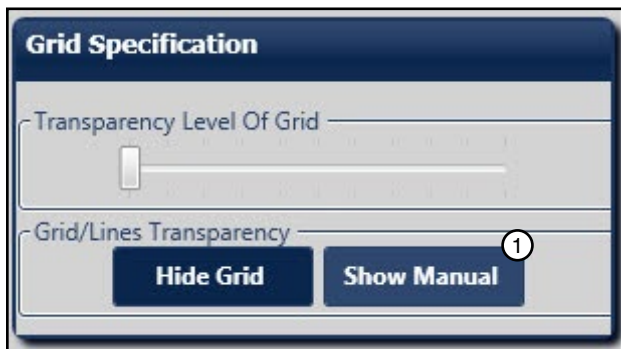 Grid Specification
Transparency Level Of Grid
Grid/Lines Transparency
1
Hide Grid Show Manual